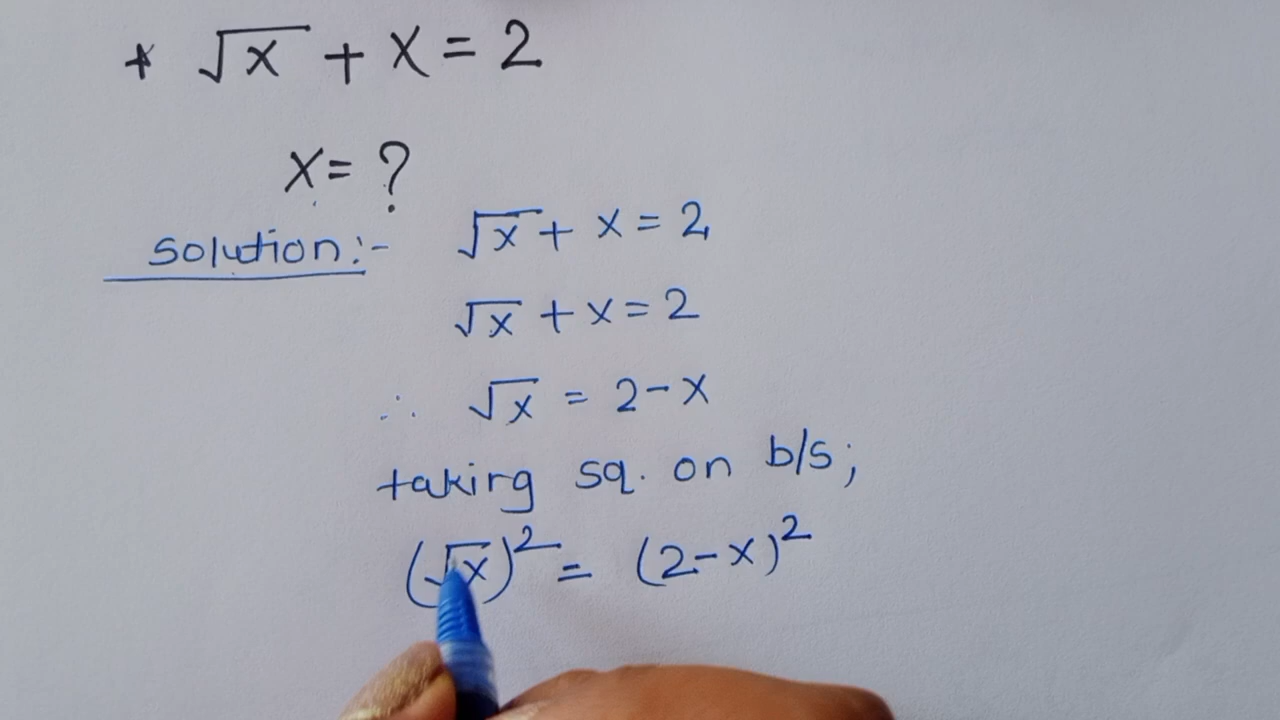 * √x + x = 2
x = ?
Solution:- √x + x = 2
√x + x = 2
∴ √x = 2 - x
taking sq. on b/s;
(√x)² = (2-x)²